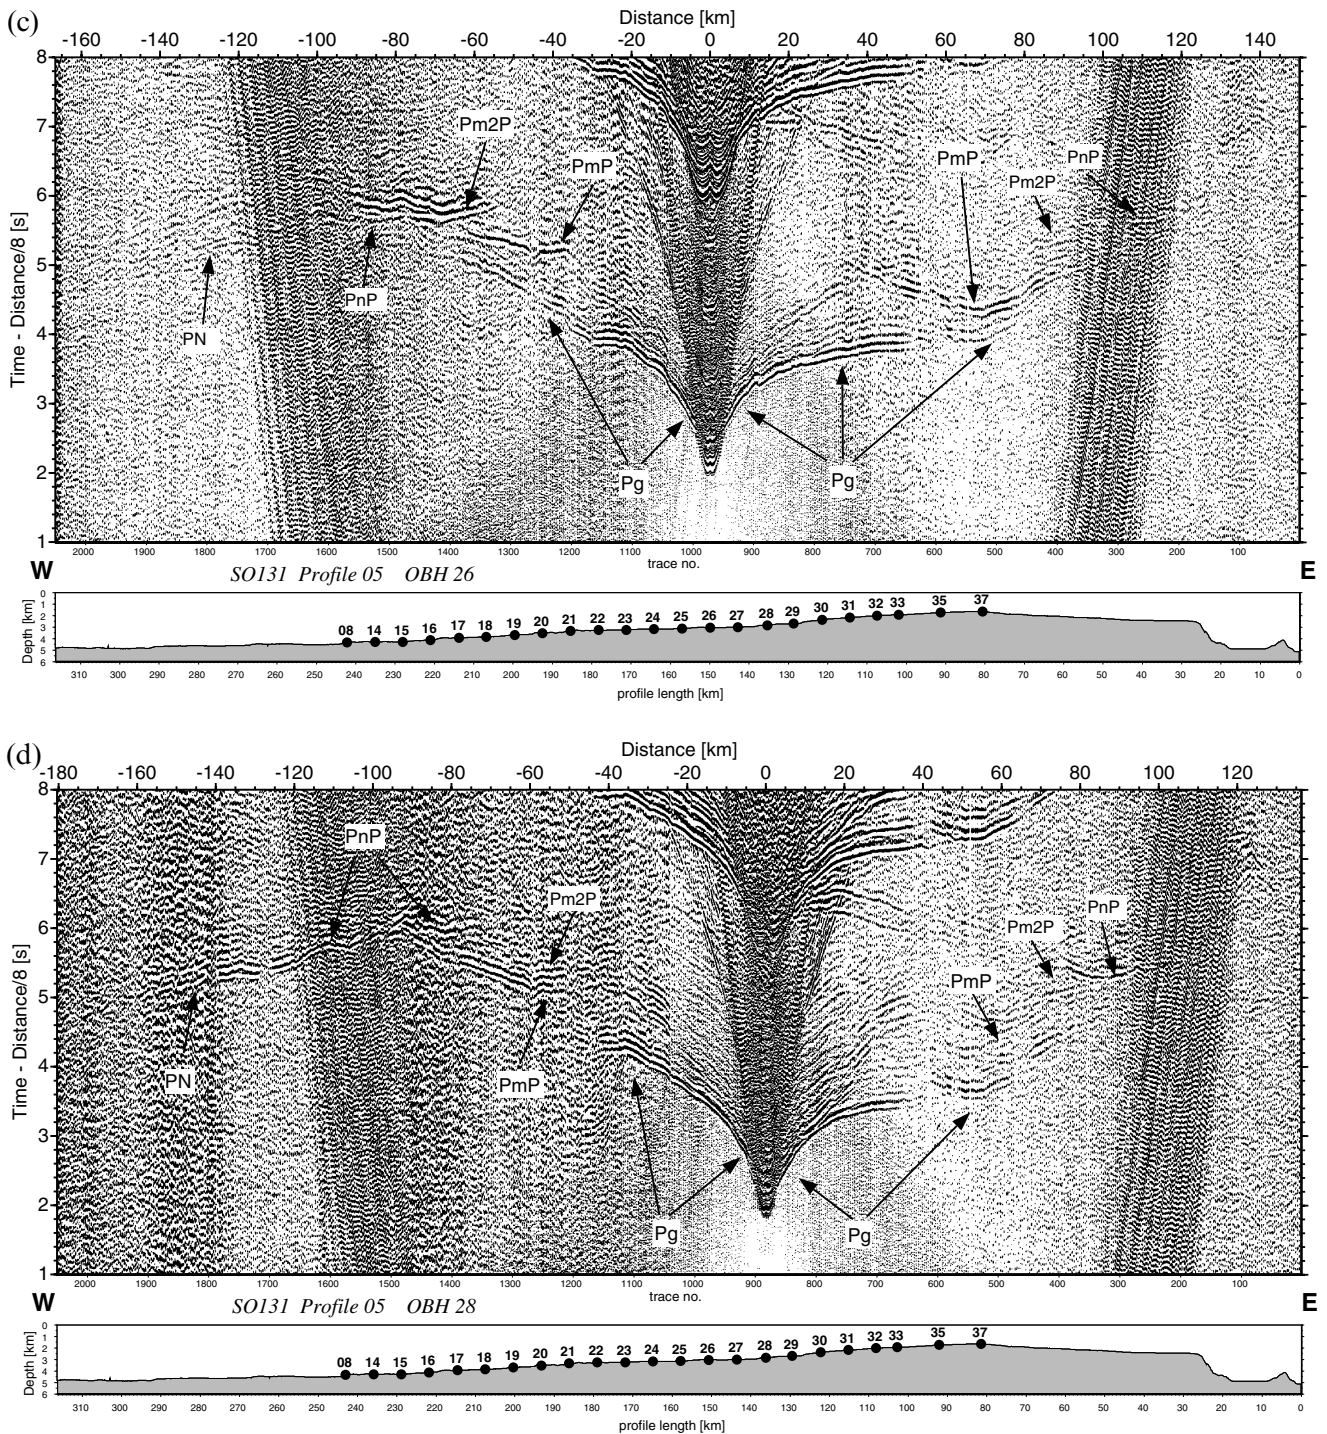 (c)
Distance [km]
-160 -140 -120 -100 -80 -60 -40 -20 0 20 40 60 80 100 120 140
8
7
6
5
4
3
2
1
Time - Distance/8 [s]
Pm2P
PmP
PnP
PN
Pg
PmP
Pm2P
PnP
Pg
2000 1900 1800 1700 1600 1500 1400 1300 1200 1100 1000 900 800 700 600 500 400 300 200 100
trace no.
W
E
SO131 Profile 05 OBH 26
0
1
2
3
4
5
6
Depth [km]
08 14 15 16 17 18 19 20 21 22 23 24 25 26 27 28 29 30 31 32 33 35 37
310 300 290 280 270 260 250 240 230 220 210 200 190 180 170 160 150 140 130 120 110 100 90 80 70 60 50 40 30 20 10 0
profile length [km]
(d)
Distance [km]
-180 -160 -140 -120 -100 -80 -60 -40 -20 0 20 40 60 80 100 120
8
7
6
5
4
3
2
1
Time - Distance/8 [s]
PnP
Pm2P
PmP
PN
Pg
PnP
Pm2P
PmP
Pg
2000 1900 1800 1700 1600 1500 1400 1300 1200 1100 1000 900 800 700 600 500 400 300 200 100
trace no.
W
E
SO131 Profile 05 OBH 28
0
1
2
3
4
5
6
Depth [km]
08 14 15 16 17 18 19 20 21 22 23 24 25 26 27 28 29 30 31 32 33 35 37
310 300 290 280 270 260 250 240 230 220 210 200 190 180 170 160 150 140 130 120 110 100 90 80 70 60 50 40 30 20 10 0
profile length [km]